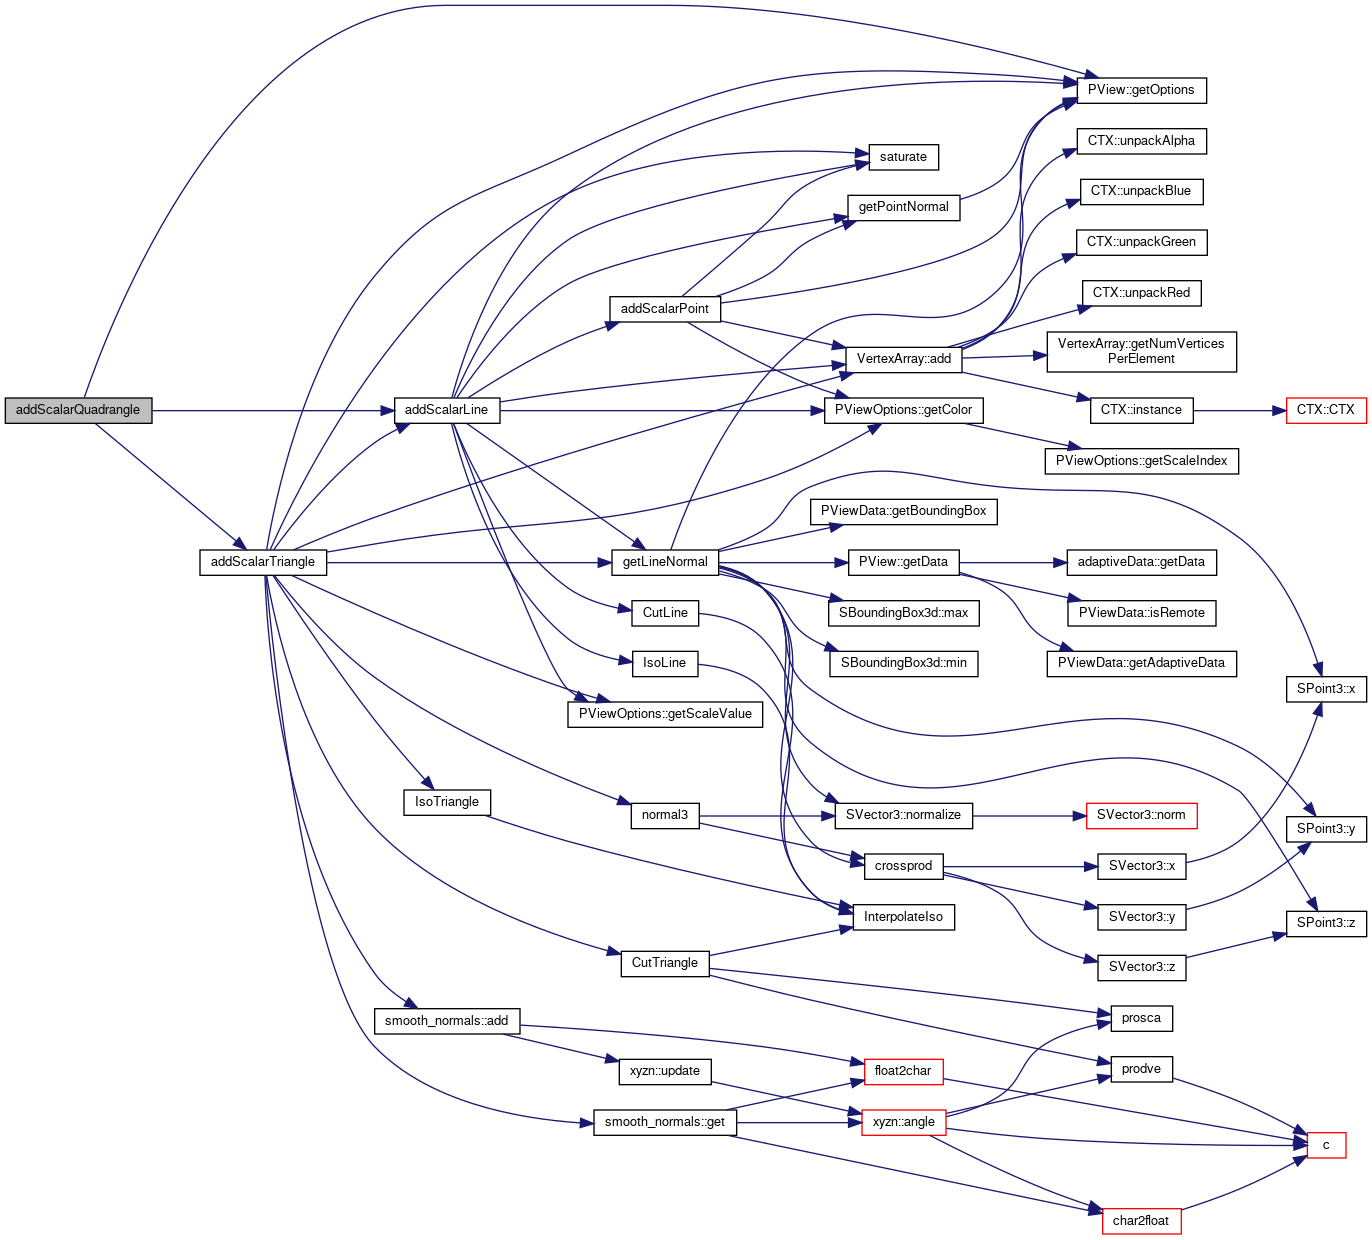 PView::getOptions
CTX::unpackAlpha
saturate
CTX::unpackBlue
getPointNormal
CTX::unpackGreen
CTX::unpackRed
addScalarPoint
VertexArray::getNumVertices
PerElement
VertexArray::add
addScalarQuadrangle
addScalarLine
PViewOptions::getColor
CTX::instance
CTX::CTX
PViewOptions::getScaleIndex
PViewData::getBoundingBox
addScalarTriangle
getLineNormal
PView::getData
adaptiveData::getData
CutLine
SBoundingBox3d::max
PViewData::isRemote
IsoLine
SBoundingBox3d::min
PViewData::getAdaptiveData
SPoint3::x
PViewOptions::getScaleValue
IsoTriangle
normal3
SVector3::normalize
SVector3::norm
SPoint3::y
crossprod
SVector3::x
InterpolateIso
SVector3::y
SPoint3::z
CutTriangle
SVector3::z
smooth_normals::add
prosca
xyzn::update
float2char
prodve
smooth_normals::get
xyzn::angle
c
char2float